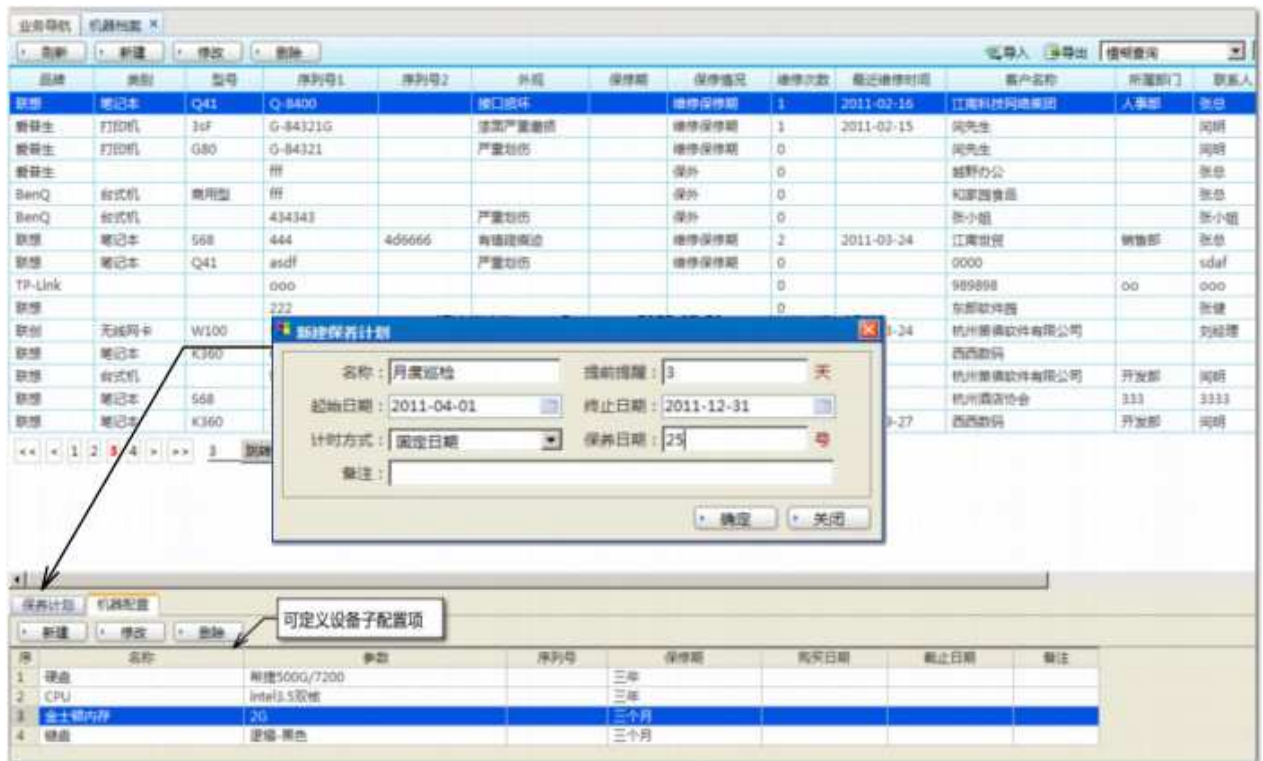 业务导航 机器档案 ×
刷新 新建 修改 删除 导入 导出 模糊查询
品牌 类别 型号 序列号1 序列号2 外观 保修期 保修情况 维修次数 最近维修时间 客户名称 所属部门 联系人
联想 笔记本 Q41 Q-8400 接口损坏 维修保修期 1 2011-02-16 江南科技网络集团 人事部 张总
爱普生 打印机 3sF G-84321G 漆面严重磨损 维修保修期 1 2011-02-15 闻先生 闻明
爱普生 打印机 G80 G-84321 严重划伤 维修保修期 0 闻先生 闻明
爱普生 fff 保外 0 越野办公 张总
BenQ 台式机 商用型 fff 保外 0 和家园食品 张总
BenQ 台式机 434343 严重划伤 保外 0 张小姐 张小姐
联想 笔记本 S68 444 4d6666 有磕碰痕迹 维修保修期 2 2011-03-24 江南世贸 销售部 张总
联想 笔记本 Q41 asdf 严重划伤 维修保修期 0 0000 sdaf
TP-Link ooo 0 989898 oo ooo
联想 222 0 东部软件园 张健
联创 无线网卡 W100 -24 杭州 软件有限公司 刘经理
联想 笔记本 K360 西西数码
联想 台式机 杭州 软件有限公司 开发部 闻明
联想 笔记本 S68 杭州酒店协会 333 3333
联想 笔记本 K360 -27 西西数码 开发部 闻明
<< < 1 2 3 4 > >> 3 跳转
新建保养计划
名称：月度巡检 提前提醒：3 天
起始日期：2011-04-01 终止日期：2011-12-31
计时方式：固定日期 保养日期：25 号
备注：
确定 关闭
保养计划 机器配置
新建 修改 删除
可定义设备子配置项
序 名称 参数 序列号 保修期 购买日期 截止日期 备注
1 硬盘 希捷500G/7200 三年
2 CPU intel3.5双核 三年
3 金士顿内存 2G 三个月
4 键盘 逻辑-黑色 三个月